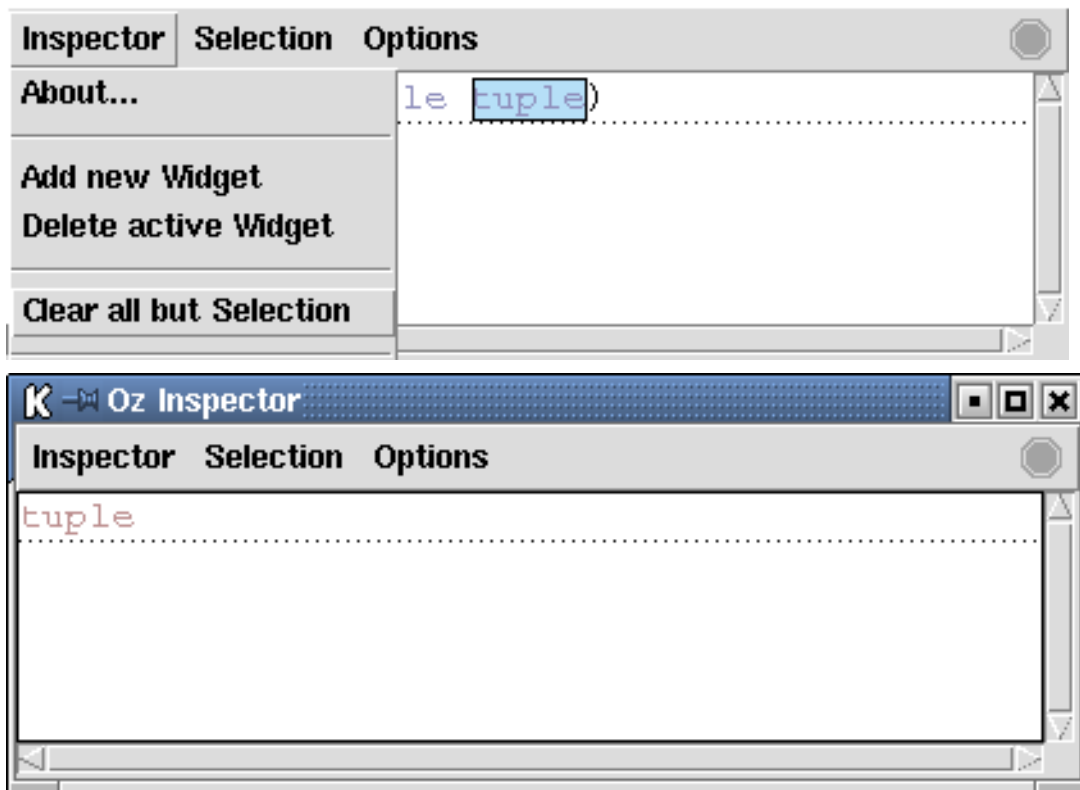 Inspector Selection Options
About...
le tuple)
Add new Widget
Delete active Widget
Clear all but Selection
Oz Inspector
Inspector Selection Options
tuple